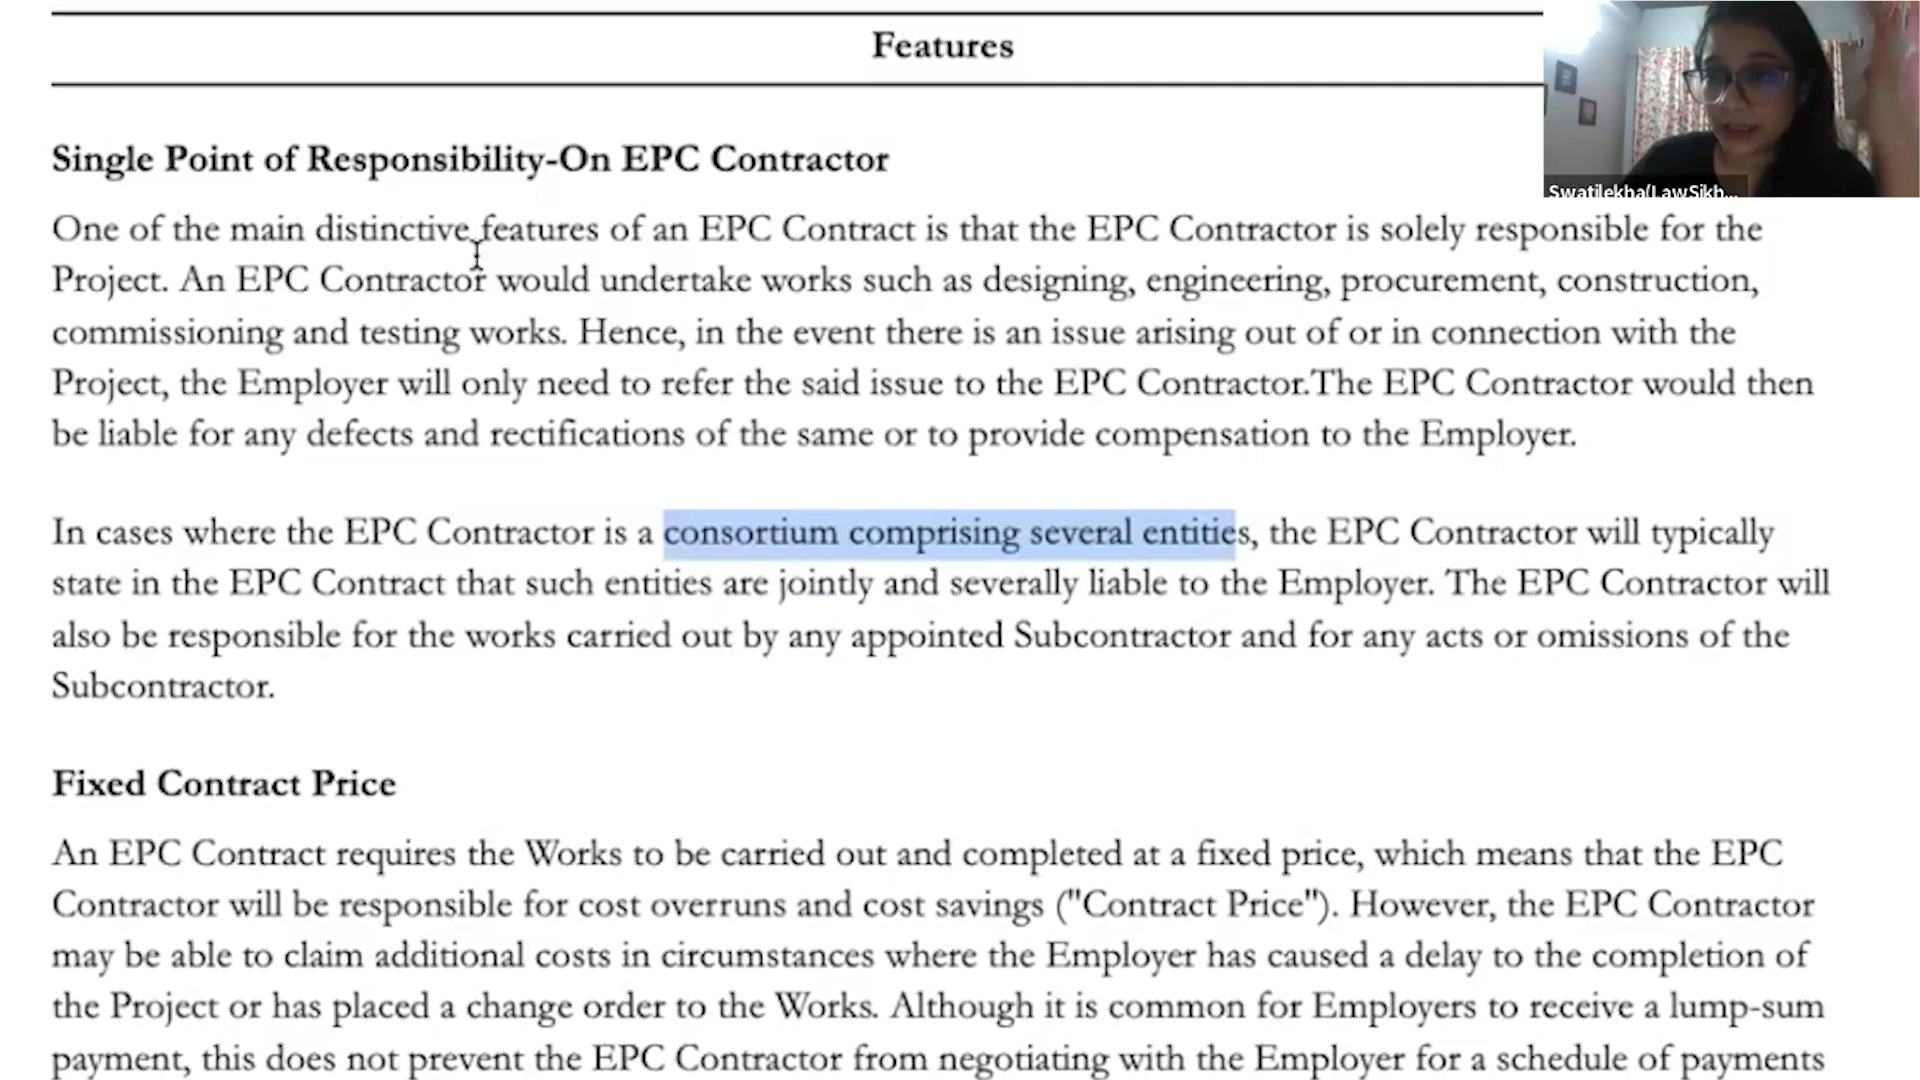 Features
Swatilekha(LawSikh...
Single Point of Responsibility-On EPC Contractor
One of the main distinctive features of an EPC Contract is that the EPC Contractor is solely responsible for the
Project. An EPC Contractor would undertake works such as designing, engineering, procurement, construction,
commissioning and testing works. Hence, in the event there is an issue arising out of or in connection with the
Project, the Employer will only need to refer the said issue to the EPC Contractor.The EPC Contractor would then
be liable for any defects and rectifications of the same or to provide compensation to the Employer.
In cases where the EPC Contractor is a consortium comprising several entities, the EPC Contractor will typically
state in the EPC Contract that such entities are jointly and severally liable to the Employer. The EPC Contractor will
also be responsible for the works carried out by any appointed Subcontractor and for any acts or omissions of the
Subcontractor.
Fixed Contract Price
An EPC Contract requires the Works to be carried out and completed at a fixed price, which means that the EPC
Contractor will be responsible for cost overruns and cost savings ("Contract Price"). However, the EPC Contractor
may be able to claim additional costs in circumstances where the Employer has caused a delay to the completion of
the Project or has placed a change order to the Works. Although it is common for Employers to receive a lump-sum
payment, this does not prevent the EPC Contractor from negotiating with the Employer for a schedule of payments